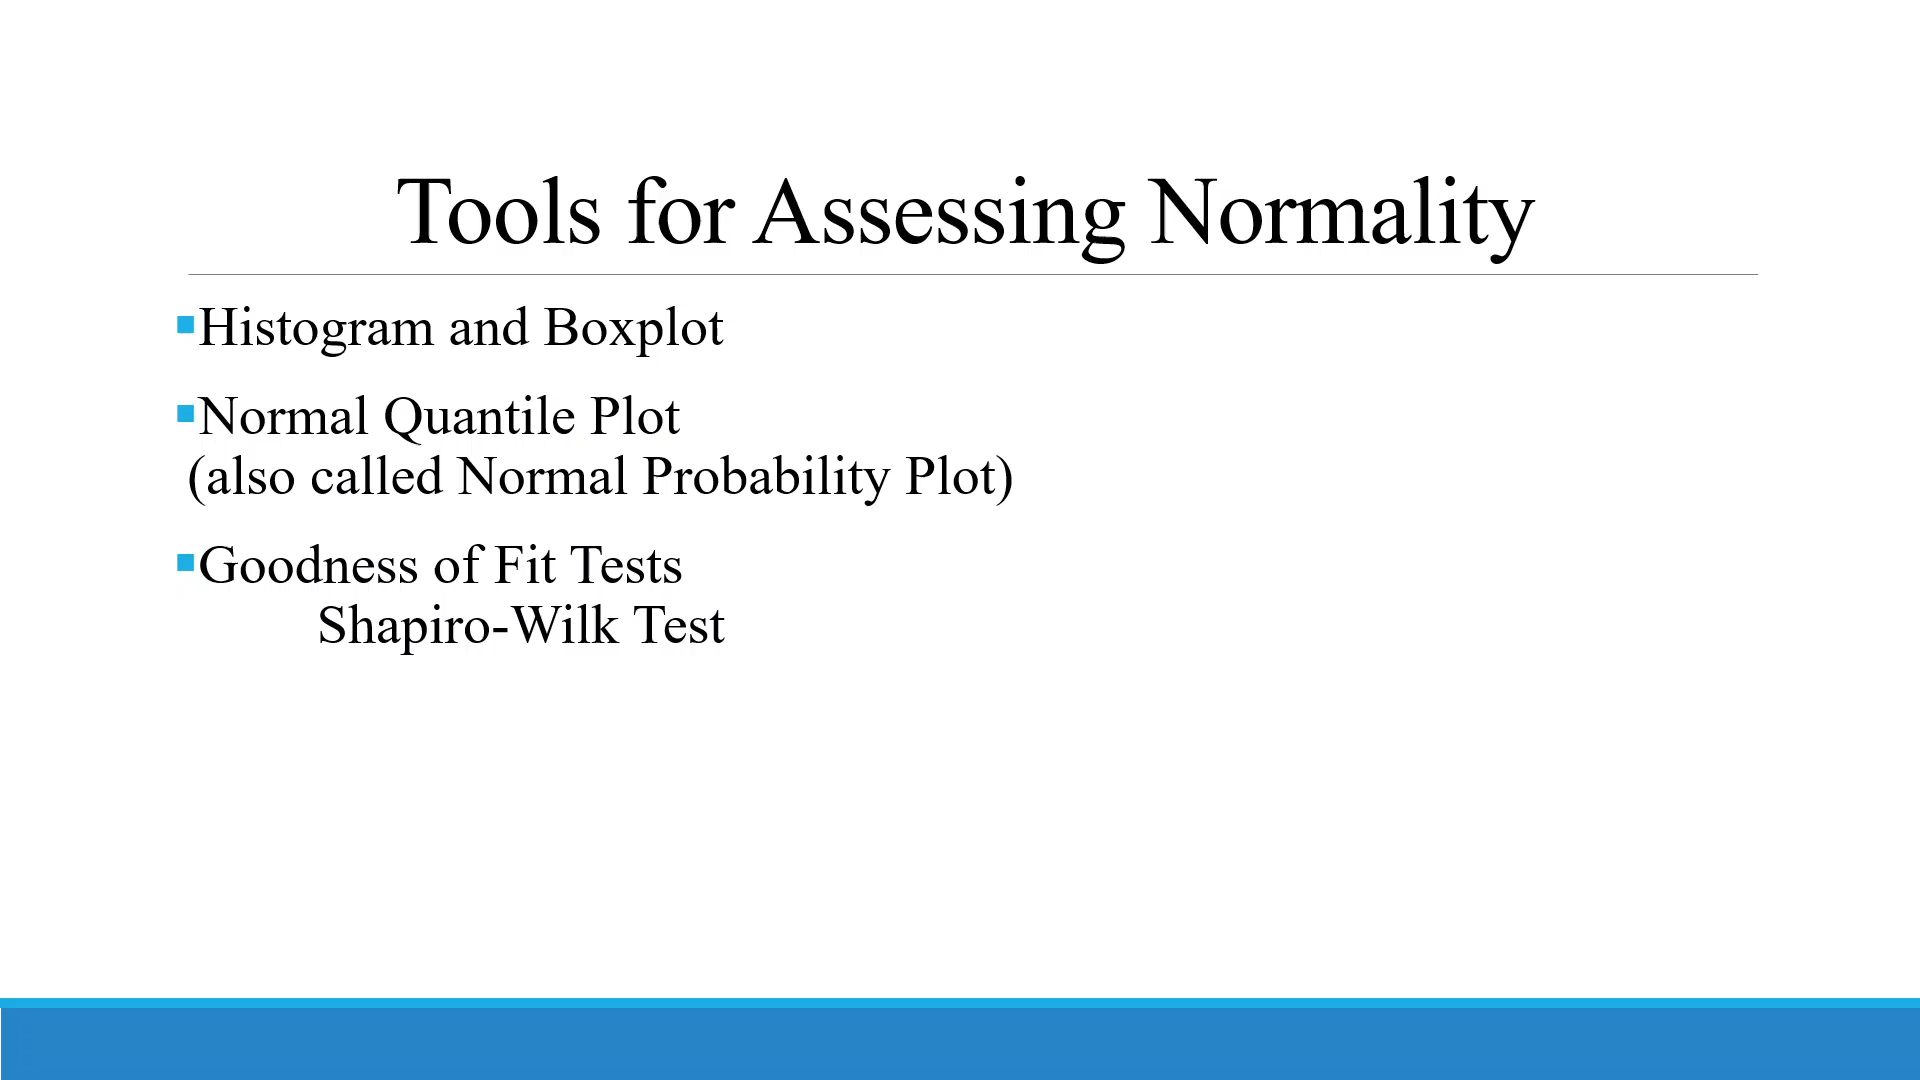 Tools for Assessing Normality
▪Histogram and Boxplot
▪Normal Quantile Plot
(also called Normal Probability Plot)
▪Goodness of Fit Tests
Shapiro-Wilk Test